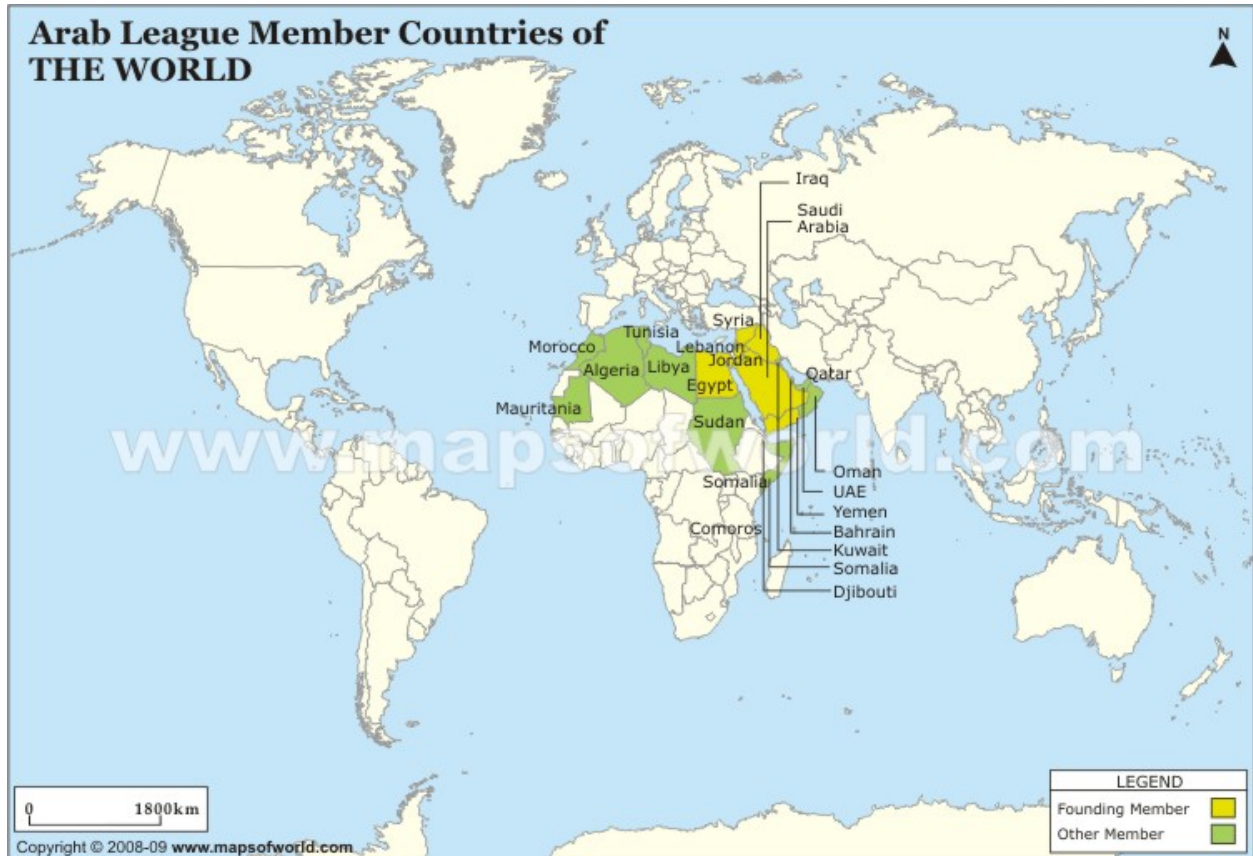 Arab League Member Countries of
THE WORLD
N
Iraq
Saudi
Arabia
Syria
Tunisia
Morocco
Lebanon
Jordan
Algeria
Libya
Qatar
Egypt
Mauritania
Sudan
www.mapsofworld.com
Oman
Somalia
UAE
Yemen
Comoros
Bahrain
Kuwait
Somalia
Djibouti
LEGEND
Founding Member
Other Member
0 1800km
Copyright © 2008-09 www.mapsofworld.com